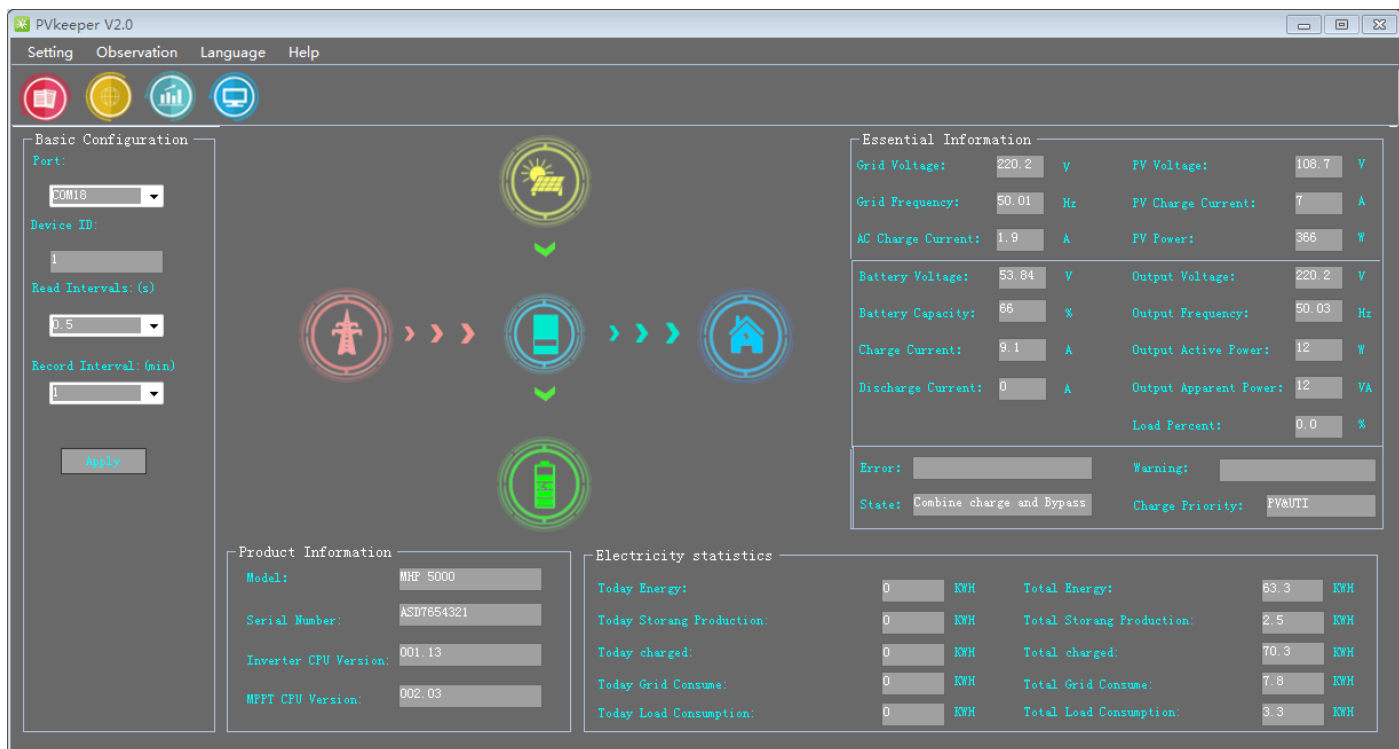 PVkeeper V2.0
Setting Observation Language Help
Basic Configuration
Port:
COM18
Device ID:
1
Read Intervals:(s)
0.5
Record Interval:(min)
1
Apply
Essential Information
Grid Voltage: 220.2 V PV Voltage: 108.7 V
Grid Frequency: 50.01 Hz PV Charge Current: 7 A
AC Charge Current: 1.9 A PV Power: 366 W
Battery Voltage: 53.84 V Output Voltage: 220.2 V
Battery Capacity: 66 % Output Frequency: 50.03 Hz
Charge Current: 9.1 A Output Active Power: 12 W
Discharge Current: 0 A Output Apparent Power: 12 VA
Load Percent: 0.0 %
Error: Warning:
State: Combine charge and Bypass Charge Priority: PV&UTI
Product Information
Model: MHP 5000
Serial Number: ASD7654321
Inverter CPU Version: 001.13
MPPT CPU Version: 002.03
Electricity statistics
Today Energy: 0 KWH Total Energy: 63.3 KWH
Today Storang Production: 0 KWH Total Storang Production: 2.5 KWH
Today charged: 0 KWH Total charged: 70.3 KWH
Today Grid Consume: 0 KWH Total Grid Consume: 7.8 KWH
Today Load Consumption: 0 KWH Total Load Consumption: 3.3 KWH